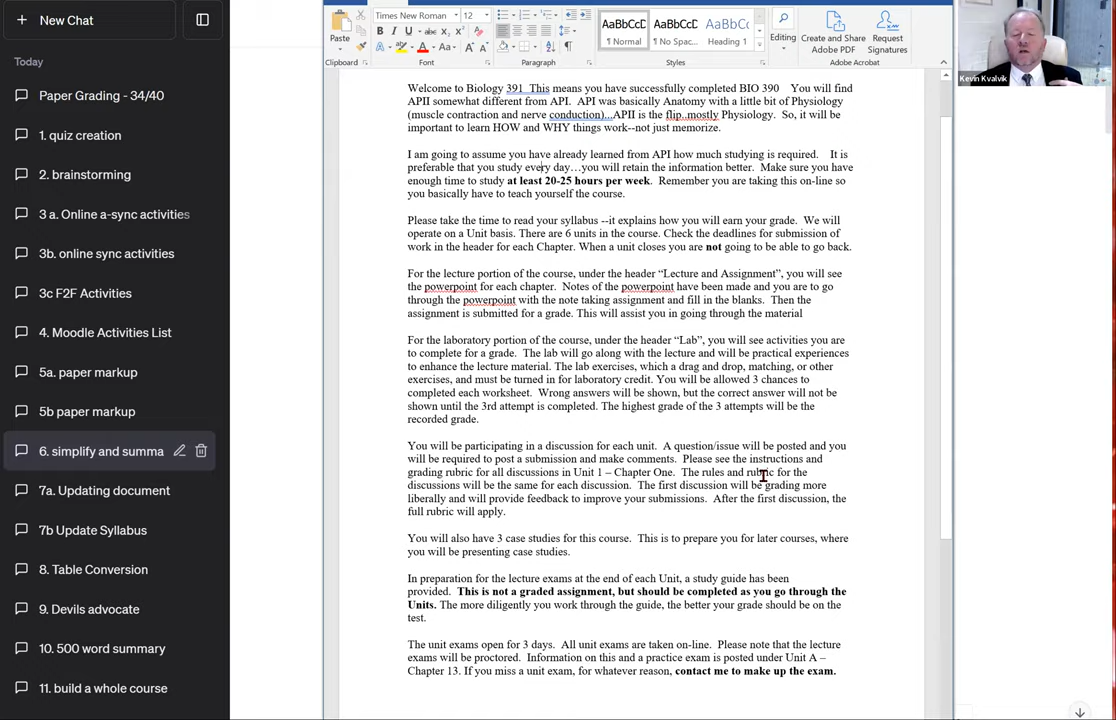 New Chat
Today
Paper Grading - 34/40
1. quiz creation
2. brainstorming
3 a. Online a-sync activities
3b. online sync activities
3c F2F Activities
4. Moodle Activities List
5a. paper markup
5b paper markup
6. simplify and summa
7a. Updating document
7b Update Syllabus
8. Table Conversion
9. Devils advocate
10. 500 word summary
11. build a whole course
Paste
Clipboard
Times New Roman
12
Font
Paragraph
AaBbCcD
AaBbCcD
AaBbC
¶ Normal
¶ No Spac...
Heading 1
Styles
Editing
Create and Share
Adobe PDF
Request
Signatures
Adobe Acrobat
Kevin Kvalvik
Welcome to Biology 391 This means you have successfully completed BIO 390 You will find
APII somewhat different from API. API was basically Anatomy with a little bit of Physiology
(muscle contraction and nerve conduction)...APII is the flip..mostly Physiology. So, it will be
important to learn HOW and WHY things work--not just memorize.
I am going to assume you have already learned from API how much studying is required. It is
preferable that you study every day…you will retain the information better. Make sure you have
enough time to study at least 20-25 hours per week. Remember you are taking this on-line so
you basically have to teach yourself the course.
Please take the time to read your syllabus --it explains how you will earn your grade. We will
operate on a Unit basis. There are 6 units in the course. Check the deadlines for submission of
work in the header for each Chapter. When a unit closes you are not going to be able to go back.
For the lecture portion of the course, under the header “Lecture and Assignment”, you will see
the powerpoint for each chapter. Notes of the powerpoint have been made and you are to go
through the powerpoint with the note taking assignment and fill in the blanks. Then the
assignment is submitted for a grade. This will assist you in going through the material
For the laboratory portion of the course, under the header “Lab”, you will see activities you are
to complete for a grade. The lab will go along with the lecture and will be practical experiences
to enhance the lecture material. The lab exercises, which a drag and drop, matching, or other
exercises, and must be turned in for laboratory credit. You will be allowed 3 chances to
completed each worksheet. Wrong answers will be shown, but the correct answer will not be
shown until the 3rd attempt is completed. The highest grade of the 3 attempts will be the
recorded grade.
You will be participating in a discussion for each unit. A question/issue will be posted and you
will be required to post a submission and make comments. Please see the instructions and
grading rubric for all discussions in Unit 1 – Chapter One. The rules and rubric for the
discussions will be the same for each discussion. The first discussion will be grading more
liberally and will provide feedback to improve your submissions. After the first discussion, the
full rubric will apply.
You will also have 3 case studies for this course. This is to prepare you for later courses, where
you will be presenting case studies.
In preparation for the lecture exams at the end of each Unit, a study guide has been
provided. This is not a graded assignment, but should be completed as you go through the
Units. The more diligently you work through the guide, the better your grade should be on the
test.
The unit exams open for 3 days. All unit exams are taken on-line. Please note that the lecture
exams will be proctored. Information on this and a practice exam is posted under Unit A –
Chapter 13. If you miss a unit exam, for whatever reason, contact me to make up the exam.